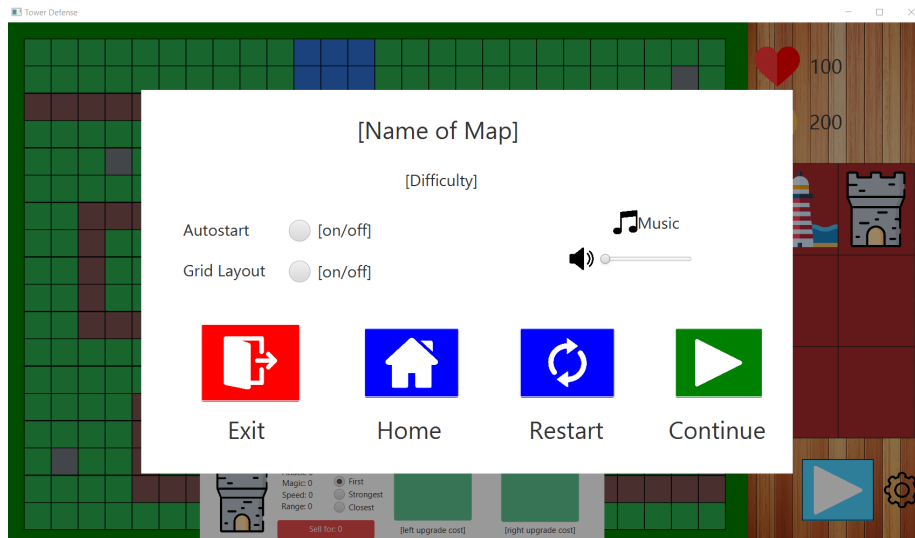 Tower Defense
100
200
[Name of Map]
[Difficulty]
Autostart [on/off]
Music
Grid Layout [on/off]
Exit Home Restart Continue
Magic: 0 First
Speed: 0 Strongest
Range: 0 Closest
Sell for: 0
[left upgrade cost] [right upgrade cost]